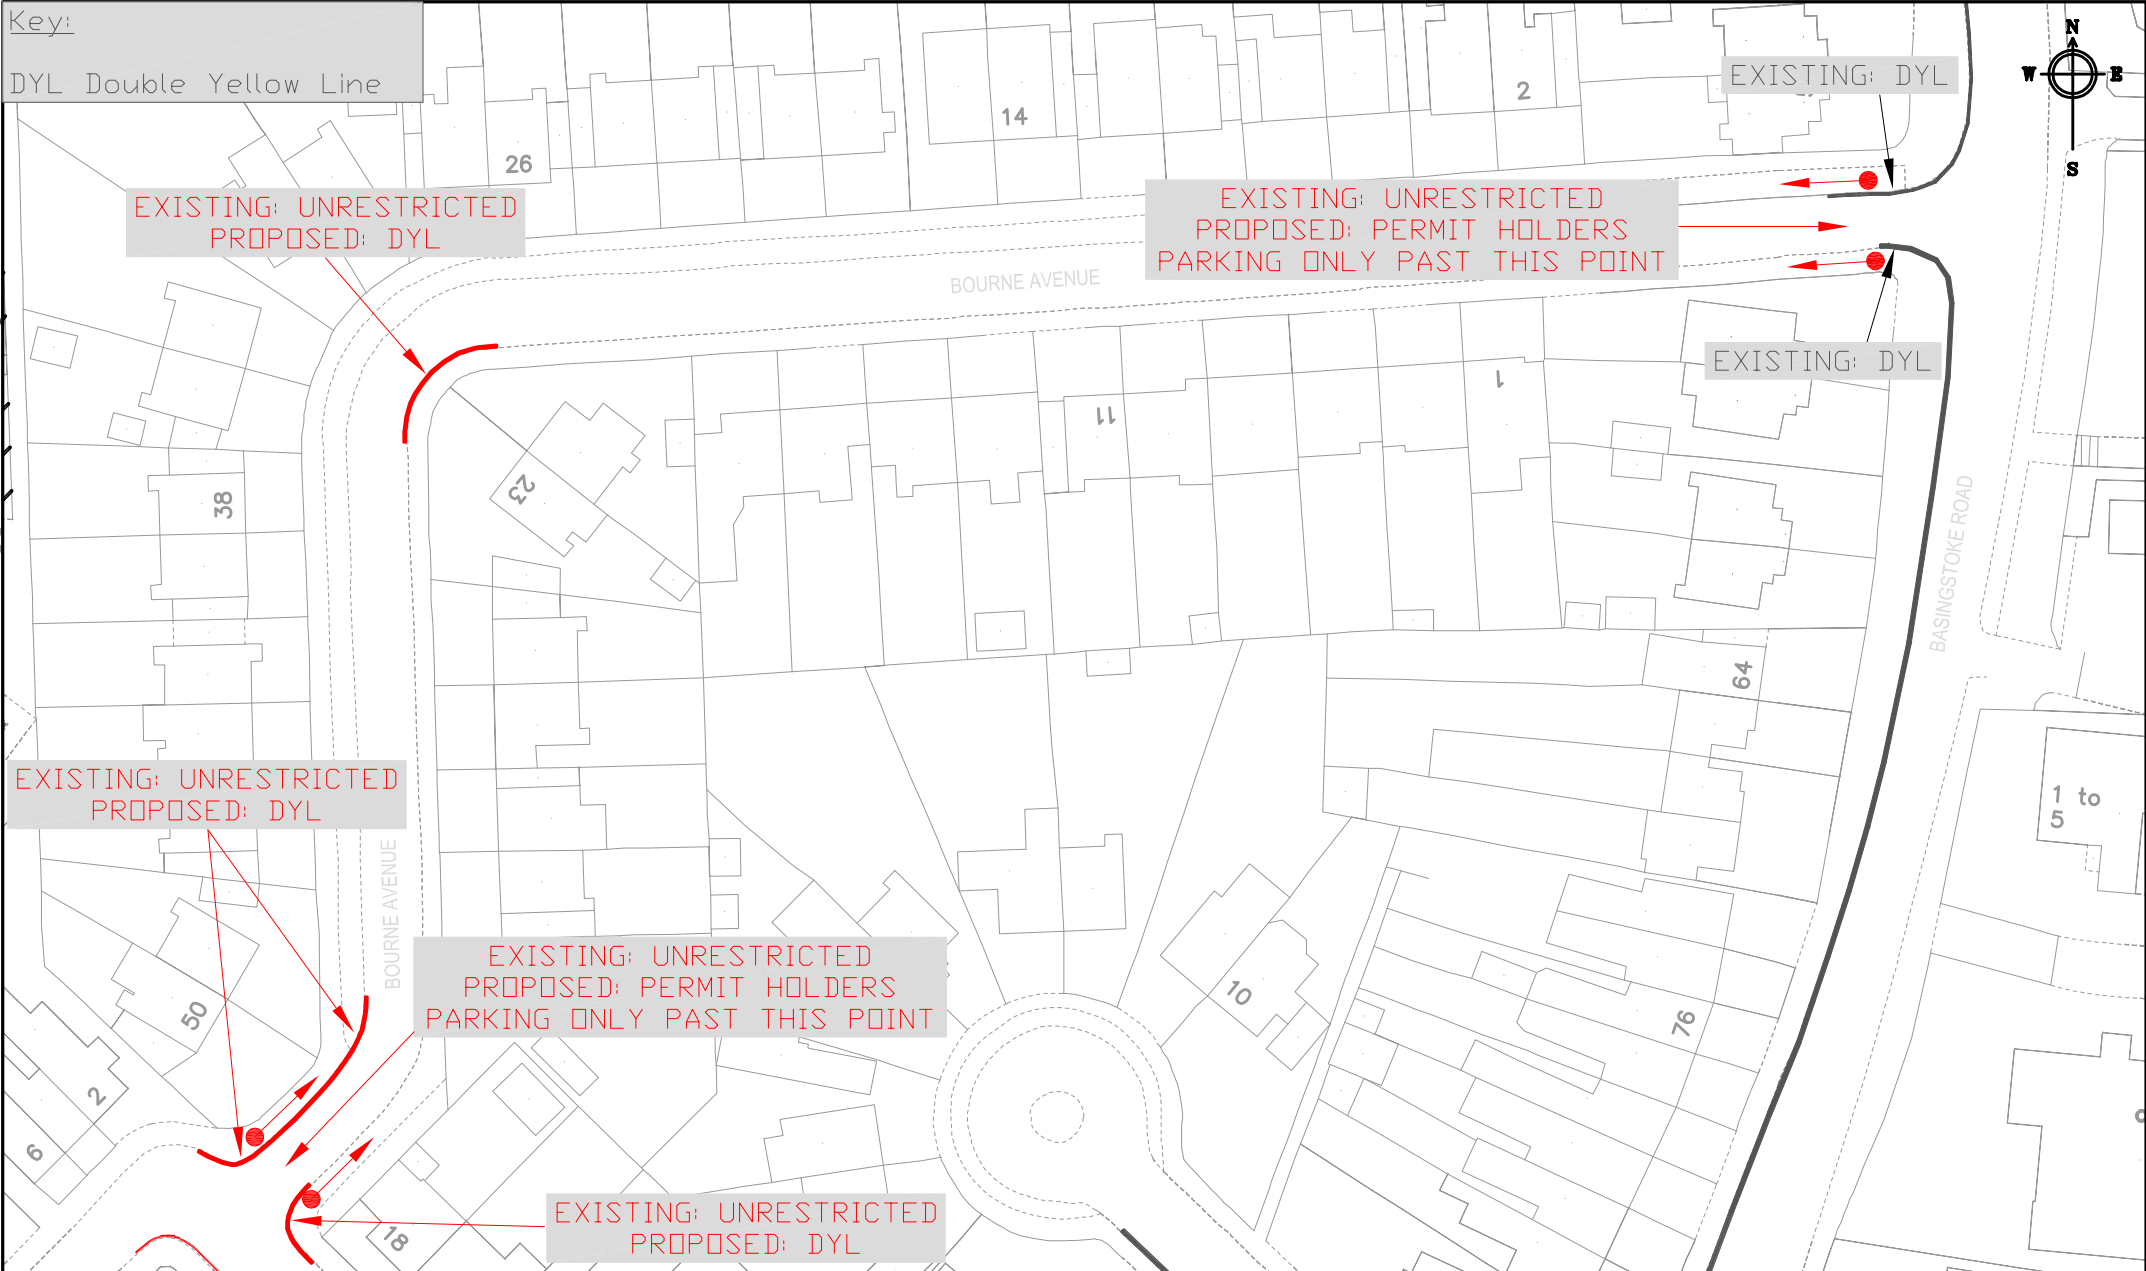 Key:
DYL Double Yellow Line
N
W E
S
EXISTING: DYL
2
14
26
EXISTING: UNRESTRICTED
PROPOSED: DYL
EXISTING: UNRESTRICTED
PROPOSED: PERMIT HOLDERS
PARKING ONLY PAST THIS POINT
BOURNE AVENUE
EXISTING: DYL
1
11
23
38
BASINGSTOKE ROAD
64
EXISTING: UNRESTRICTED
PROPOSED: DYL
1 to
5
BOURNE AVENUE
EXISTING: UNRESTRICTED
PROPOSED: PERMIT HOLDERS
PARKING ONLY PAST THIS POINT
50
10
76
2
6
18
EXISTING: UNRESTRICTED
PROPOSED: DYL